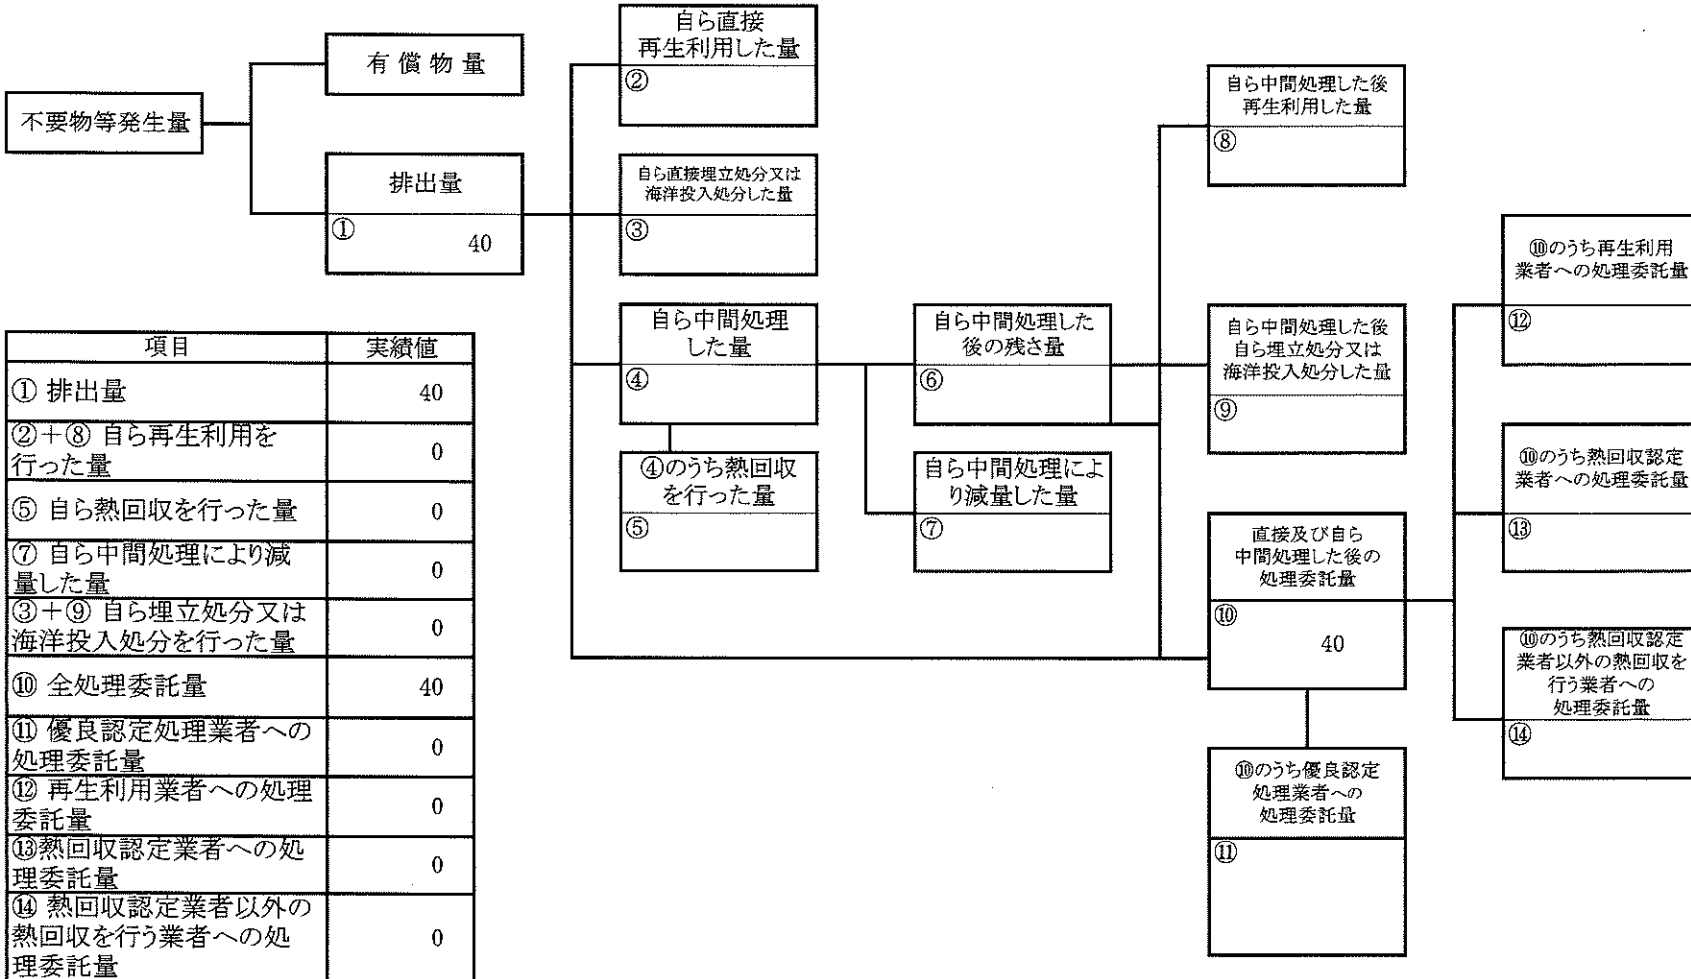 不要物等発生量
有 償 物 量
排出量
①
40
自ら直接
再生利用した量
②
自ら直接埋立処分又は
海洋投入処分した量
③
自ら中間処理
した量
④
④のうち熱回収
を行った量
⑤
自ら中間処理した
後の残さ量
⑥
自ら中間処理によ
り減量した量
⑦
自ら中間処理した後
再生利用した量
⑧
自ら中間処理した後
自ら埋立処分又は
海洋投入処分した量
⑨
直接及び自ら
中間処理した後の
処理委託量
⑩
40
⑩のうち優良認定
処理業者への
処理委託量
⑪
⑩のうち再生利用
業者への処理委託量
⑫
⑩のうち熱回収認定
業者への処理委託量
⑬
⑩のうち熱回収認定
業者以外の熱回収を
行う業者への
処理委託量
⑭
項目 実績値
① 排出量 40
②＋⑧ 自ら再生利用を
行った量 0
⑤ 自ら熱回収を行った量 0
⑦ 自ら中間処理により減
量した量 0
③＋⑨ 自ら埋立処分又は
海洋投入処分を行った量 0
⑩ 全処理委託量 40
⑪ 優良認定処理業者への
処理委託量 0
⑫ 再生利用業者への処理
委託量 0
⑬熱回収認定業者への処
理委託量 0
⑭ 熱回収認定業者以外の
熱回収を行う業者への処
理委託量 0